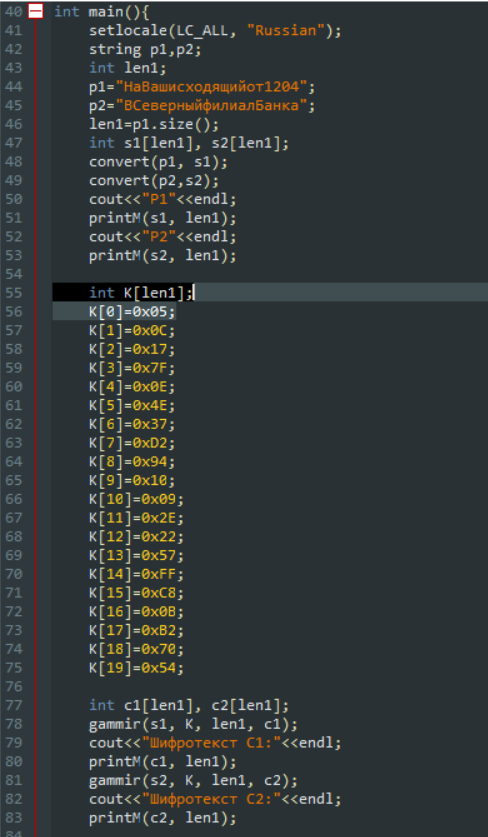 40 int main(){
41 setlocale(LC_ALL, "Russian");
42 string p1,p2;
43 int len1;
44 p1="НаВашисходящийот1204";
45 p2="ВСеверныйфилиалБанка";
46 len1=p1.size();
47 int s1[len1], s2[len1];
48 convert(p1, s1);
49 convert(p2,s2);
50 cout<<"P1"<<endl;
51 printM(s1, len1);
52 cout<<"P2"<<endl;
53 printM(s2, len1);
54
55 int K[len1];
56 K[0]=0x05;
57 K[1]=0x0C;
58 K[2]=0x17;
59 K[3]=0x7F;
60 K[4]=0x0E;
61 K[5]=0x4E;
62 K[6]=0x37;
63 K[7]=0xD2;
64 K[8]=0x94;
65 K[9]=0x10;
66 K[10]=0x09;
67 K[11]=0x2E;
68 K[12]=0x22;
69 K[13]=0x57;
70 K[14]=0xFF;
71 K[15]=0xC8;
72 K[16]=0x0B;
73 K[17]=0xB2;
74 K[18]=0x70;
75 K[19]=0x54;
76
77 int c1[len1], c2[len1];
78 gammir(s1, K, len1, c1);
79 cout<<"Шифротекст C1:"<<endl;
80 printM(c1, len1);
81 gammir(s2, K, len1, c2);
82 cout<<"Шифротекст C2:"<<endl;
83 printM(c2, len1);